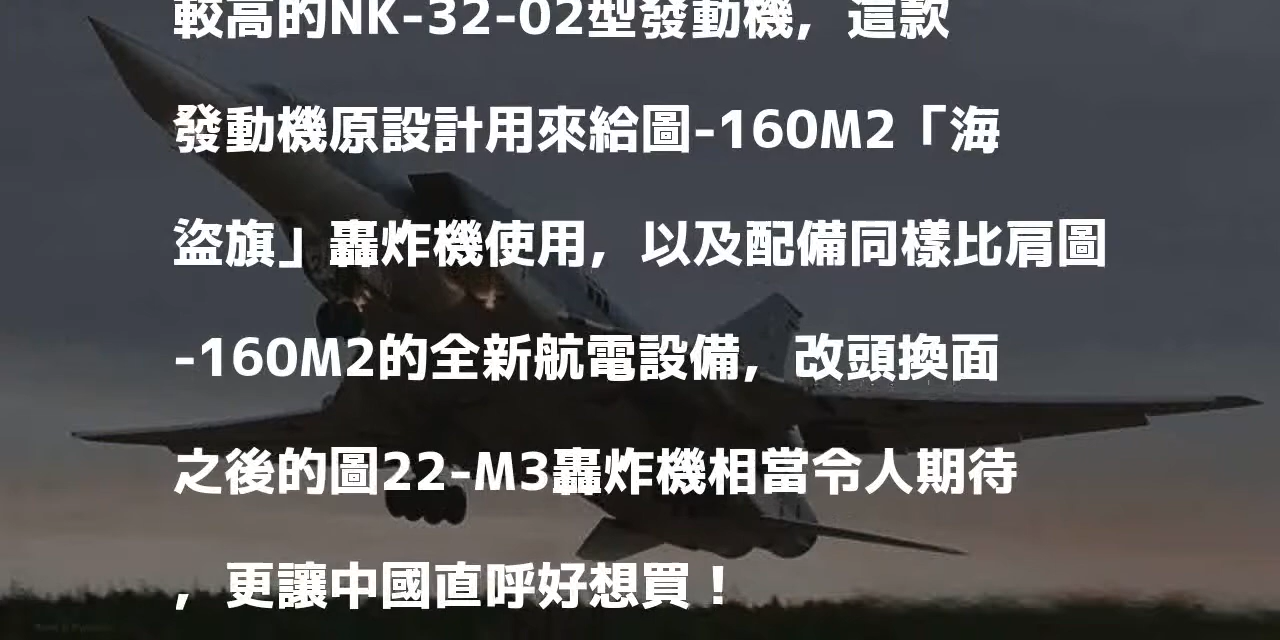 較高的NK-32-02型發動機，這款
發動機原設計用來給圖-160M2「海
盜旗」轟炸機使用，以及配備同樣比肩圖
-160M2的全新航電設備，改頭換面
之後的圖22-M3轟炸機相當令人期待
，更讓中國直呼好想買！